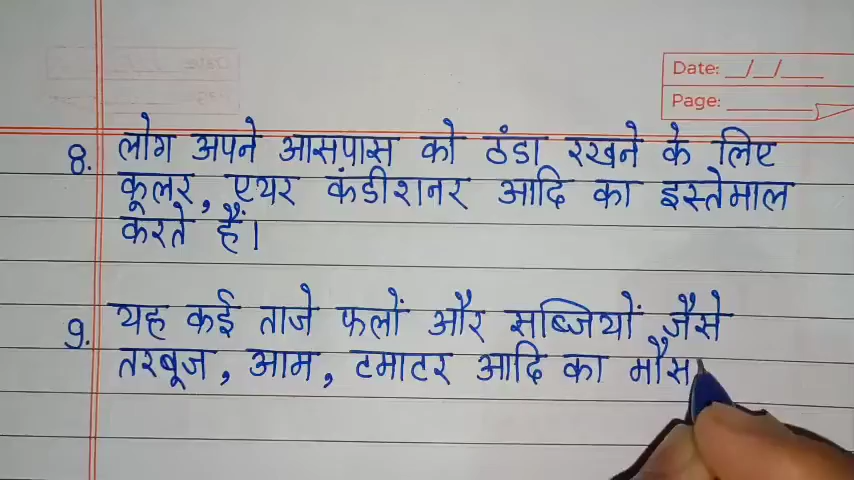 Date: __/__/____
Page: ________
8. लोग अपने आसपास को ठंडा रखने के लिए
कूलर, एयर कंडीशनर आदि का इस्तेमाल
करते हैं।
9. यह कई ताजे फलों और सब्जियों जैसे
तरबूज, आम, टमाटर आदि का मौस